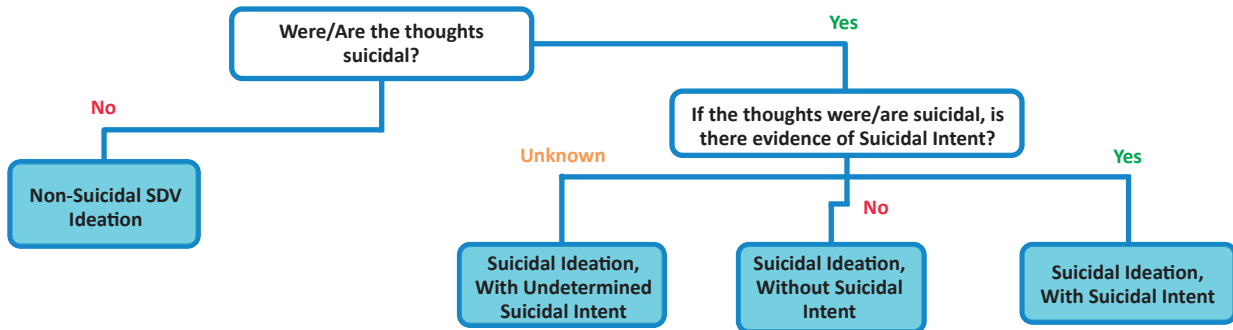 Were/Are the thoughts
suicidal?
Yes
No
If the thoughts were/are suicidal, is
there evidence of Suicidal Intent?
Unknown
Yes
No
Non-Suicidal SDV
Ideation
Suicidal Ideation,
With Undetermined
Suicidal Intent
Suicidal Ideation,
Without Suicidal
Intent
Suicidal Ideation,
With Suicidal Intent